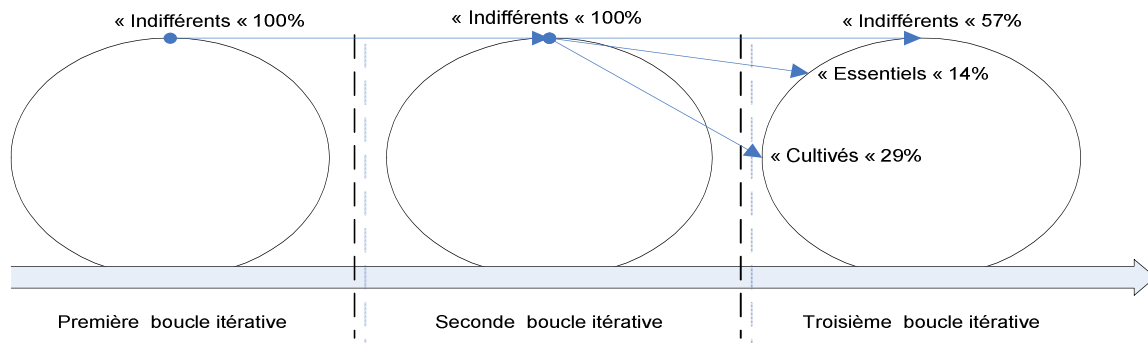 « Indifférents « 100%
« Indifférents « 100%
« Indifférents « 57%
« Essentiels « 14%
« Cultivés « 29%
Première boucle itérative
Seconde boucle itérative
Troisième boucle itérative